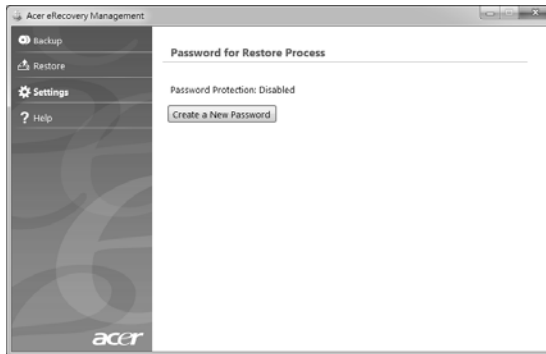 Acer eRecovery Management
Backup
Restore
Settings
Help
Password for Restore Process
Password Protection: Disabled
Create a New Password
acer